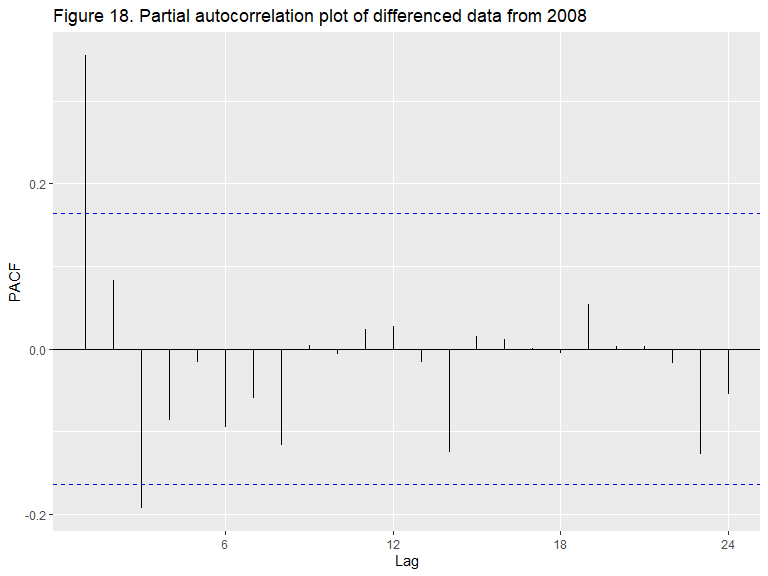 Figure 18. Partial autocorrelation plot of differenced data from 2008
0.2
0.0
-0.2
PACF
6 12 18 24
Lag